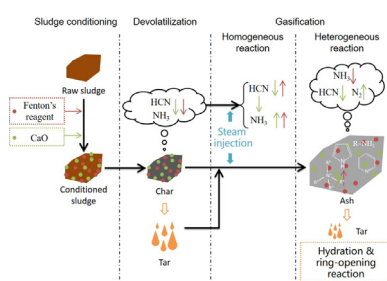 Sludge conditioning
Devolatilization
Gasification
Homogeneous
reaction
Heterogeneous
reaction
Raw sludge
Fenton's
reagent
CaO
Conditioned
sludge
HCN
NH₃
Char
Tar
HCN
NH₃
Steam
injection
NH₃
HCN
N₂
Ash
Tar
Hydration &
ring-opening
reaction